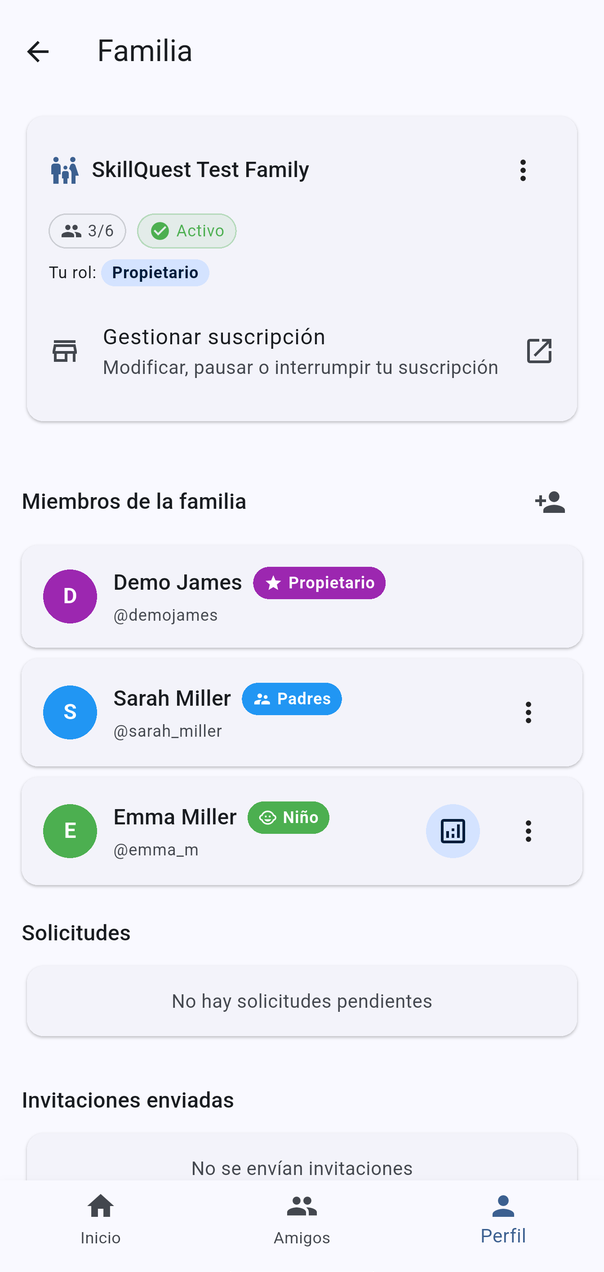 Familia
SkillQuest Test Family
3/6
Activo
Tu rol: Propietario
Gestionar suscripción
Modificar, pausar o interrumpir tu suscripción
Miembros de la familia
D
Demo James
Propietario
@demojames
S
Sarah Miller
Padres
@sarah_miller
E
Emma Miller
Niño
@emma_m
Solicitudes
No hay solicitudes pendientes
Invitaciones enviadas
No se envían invitaciones
Inicio
Amigos
Perfil